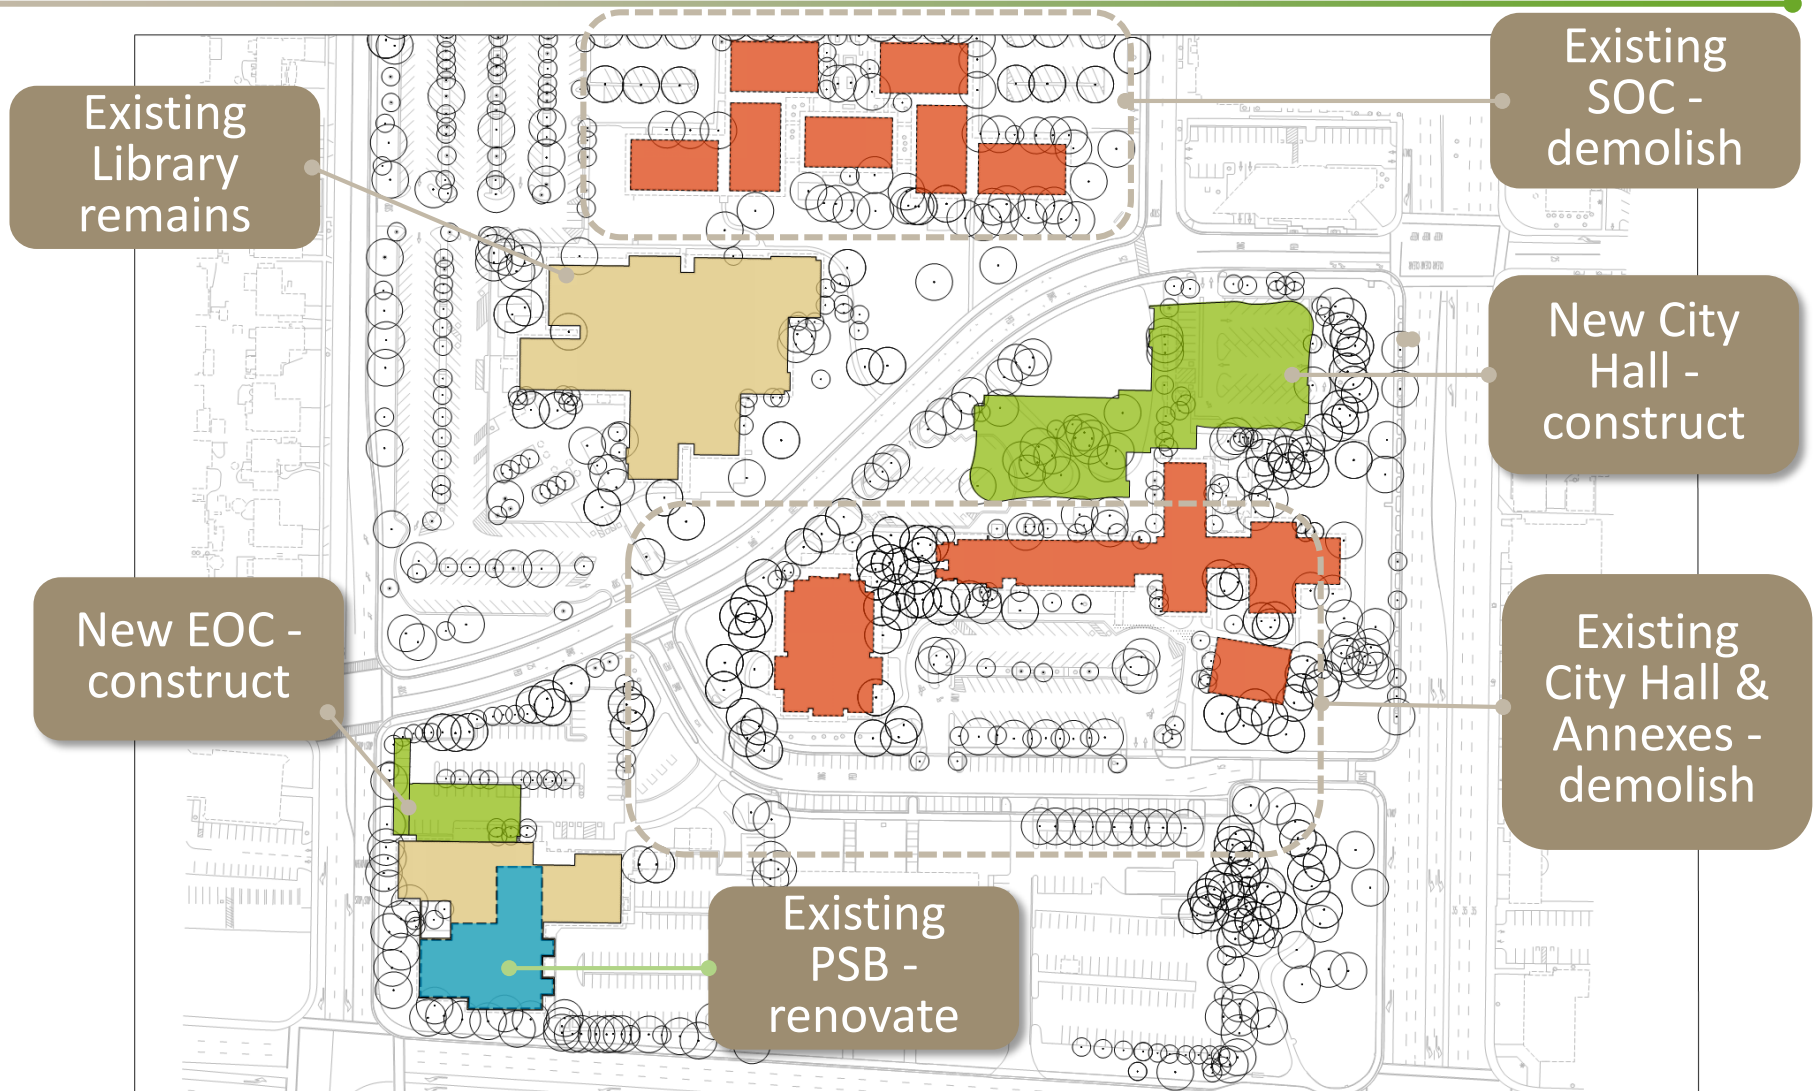 Existing
SOC -
demolish
Existing
Library
remains
New City
Hall -
construct
New EOC -
construct
Existing
City Hall &
Annexes -
demolish
Existing
PSB -
renovate